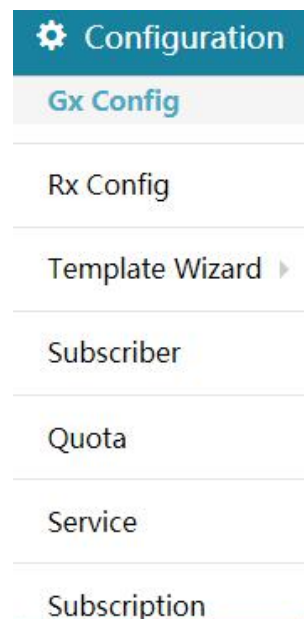 Configuration
Gx Config
Rx Config
Template Wizard
Subscriber
Quota
Service
Subscription